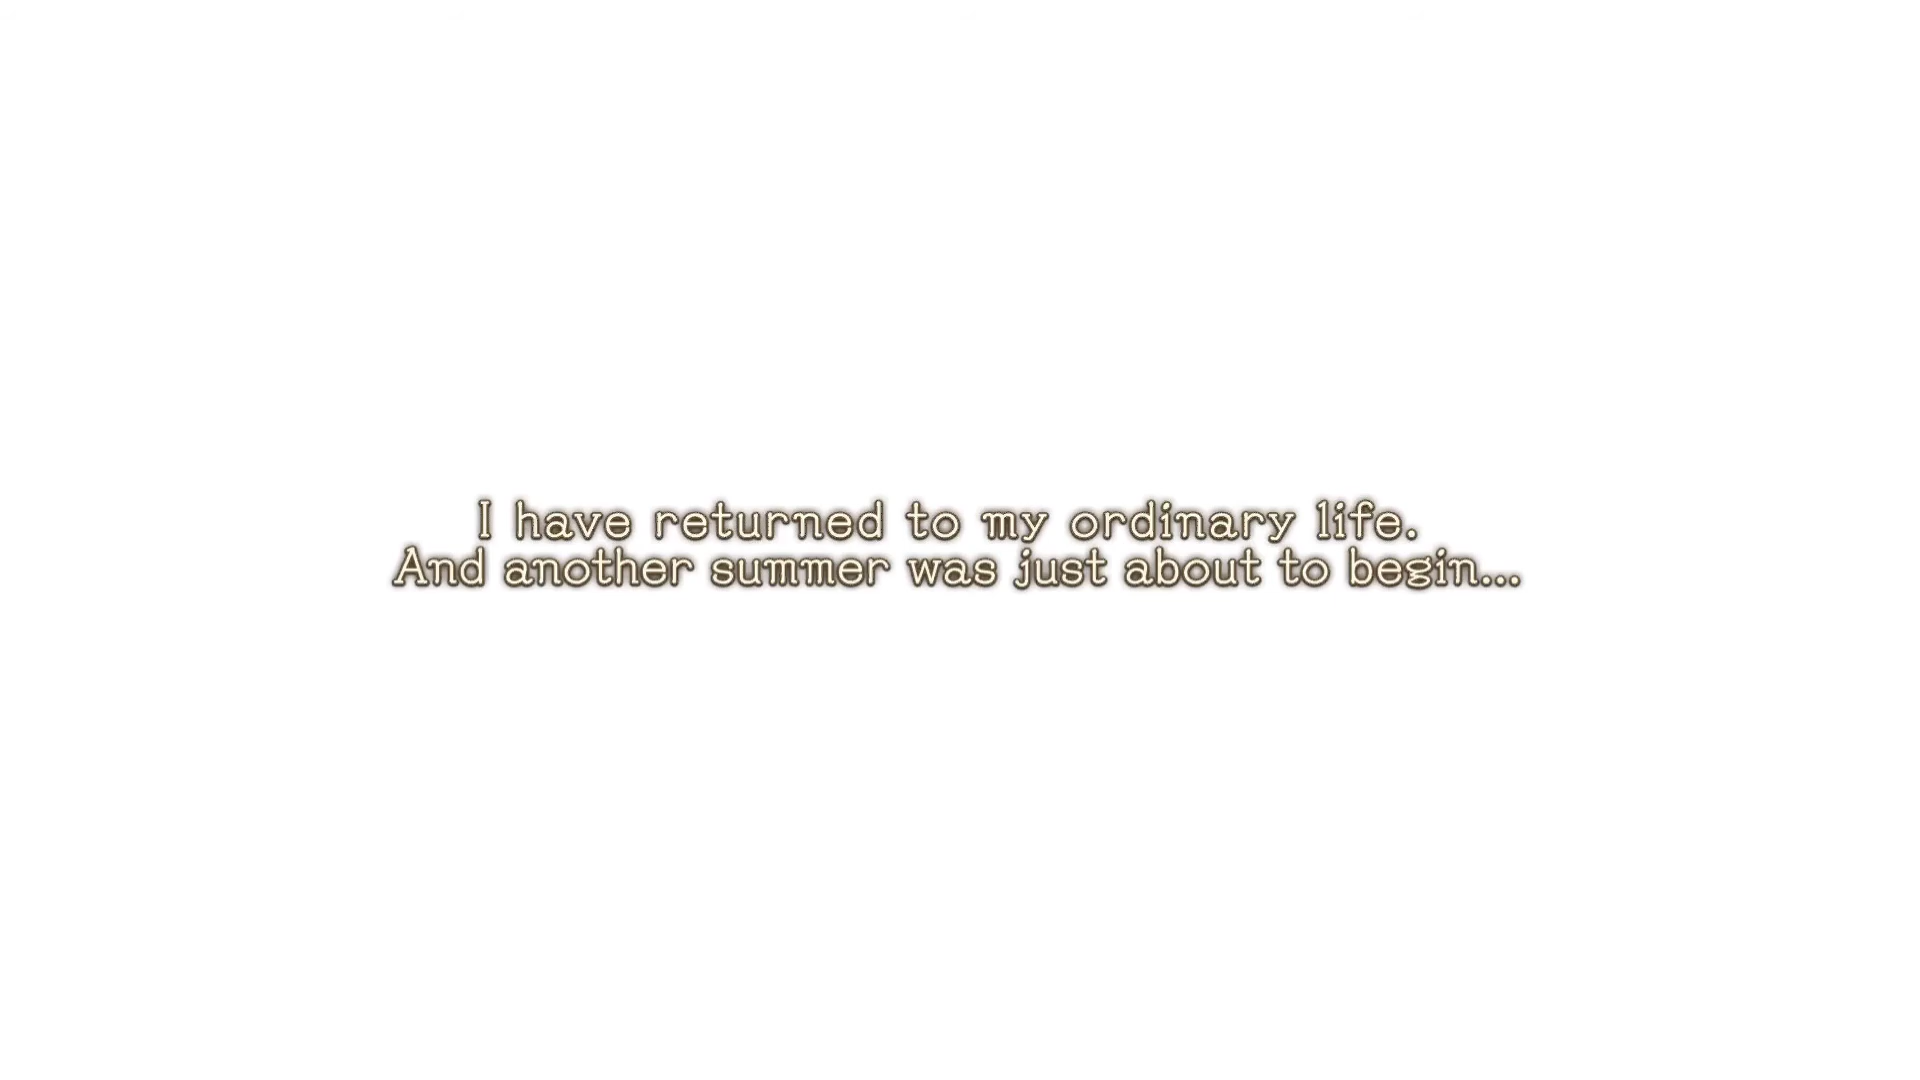 I have returned to my ordinary life.
And another summer was just about to begin...